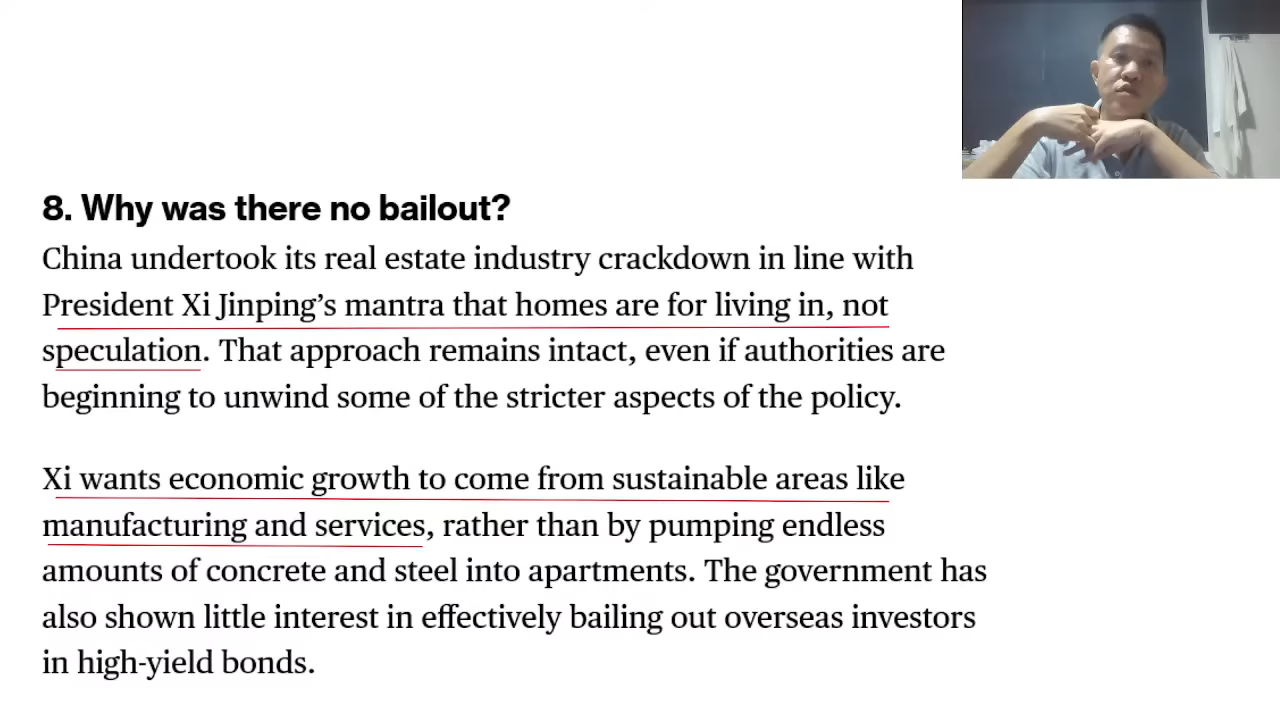 8. Why was there no bailout?
China undertook its real estate industry crackdown in line with
President Xi Jinping’s mantra that homes are for living in, not
speculation. That approach remains intact, even if authorities are
beginning to unwind some of the stricter aspects of the policy.
Xi wants economic growth to come from sustainable areas like
manufacturing and services, rather than by pumping endless
amounts of concrete and steel into apartments. The government has
also shown little interest in effectively bailing out overseas investors
in high-yield bonds.